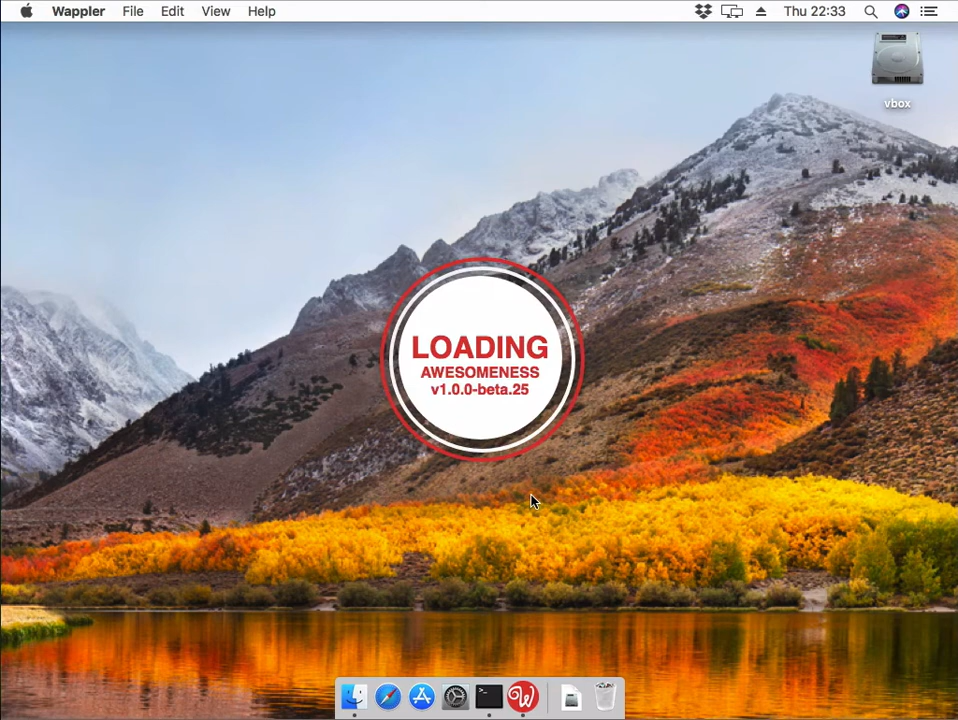 Wappler File Edit View Help Thu 22:33
vbox
LOADING
AWESOMENESS
v1.0.0-beta.25